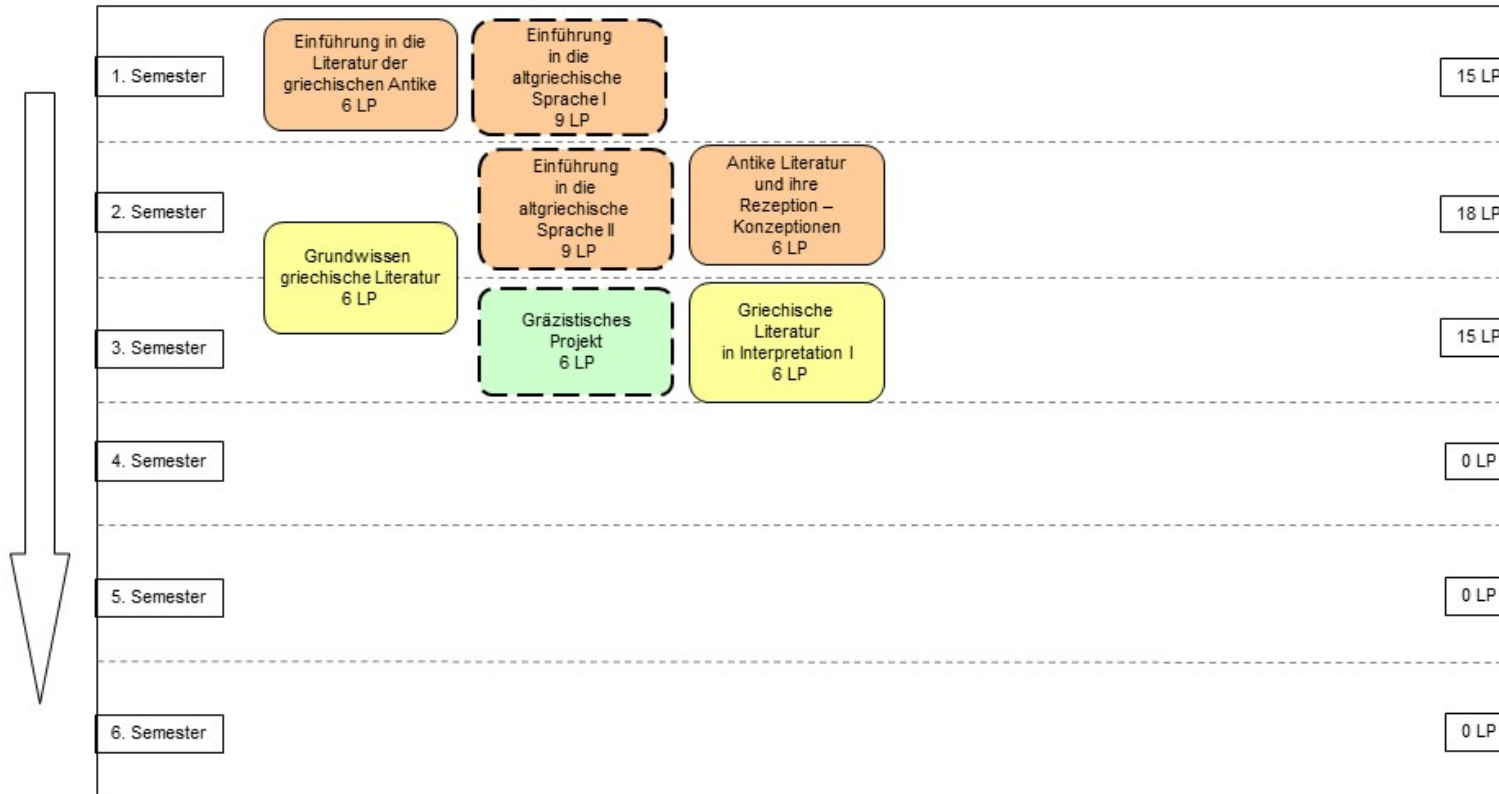 1. Semester
Einführung in die
Literatur der
griechischen Antike
6 LP
Einführung
in die
altgriechische
Sprache I
9 LP
15 LP
2. Semester
Grundwissen
griechische Literatur
6 LP
Einführung
in die
altgriechische
Sprache II
9 LP
Antike Literatur
und ihre
Rezeption –
Konzeptionen
6 LP
18 LP
3. Semester
Gräzistisches
Projekt
6 LP
Griechische
Literatur
in Interpretation I
6 LP
15 LP
4. Semester
0 LP
5. Semester
0 LP
6. Semester
0 LP